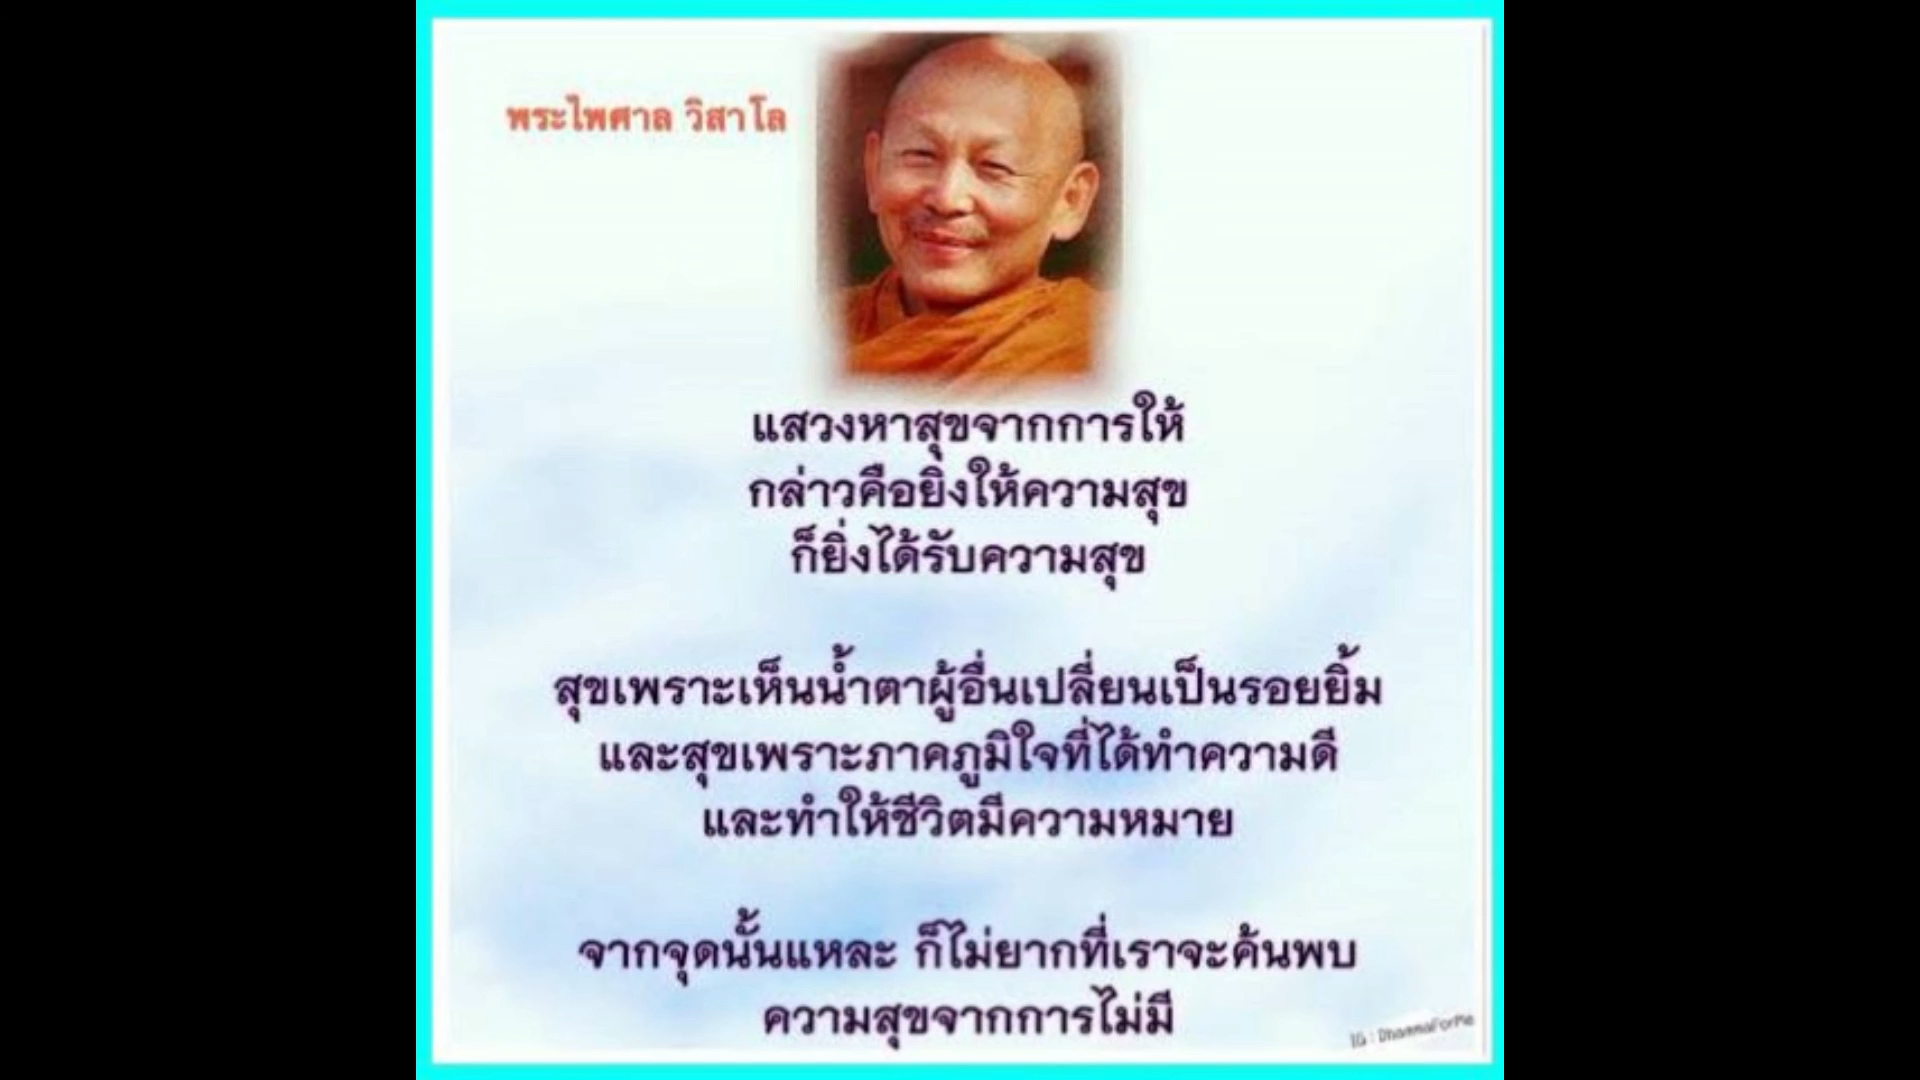 พระไพศาล วิสาโล
แสวงหาสุขจากการให้
กล่าวคือยิ่งให้ความสุข
ก็ยิ่งได้รับความสุข
สุขเพราะเห็นน้ำตาผู้อื่นเปลี่ยนเป็นรอยยิ้ม
และสุขเพราะภาคภูมิใจที่ได้ทำความดี
และทำให้ชีวิตมีความหมาย
จากจุดนั้นแหละ ก็ไม่ยากที่เราจะค้นพบ
ความสุขจากการไม่มี
IG : DhammaForMe